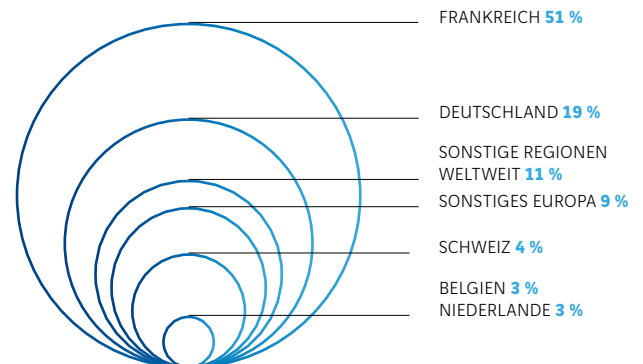 FRANKREICH 51 %
DEUTSCHLAND 19 %
SONSTIGE REGIONEN
WELTWEIT 11 %
SONSTIGES EUROPA 9 %
SCHWEIZ 4 %
BELGIEN 3 %
NIEDERLANDE 3 %